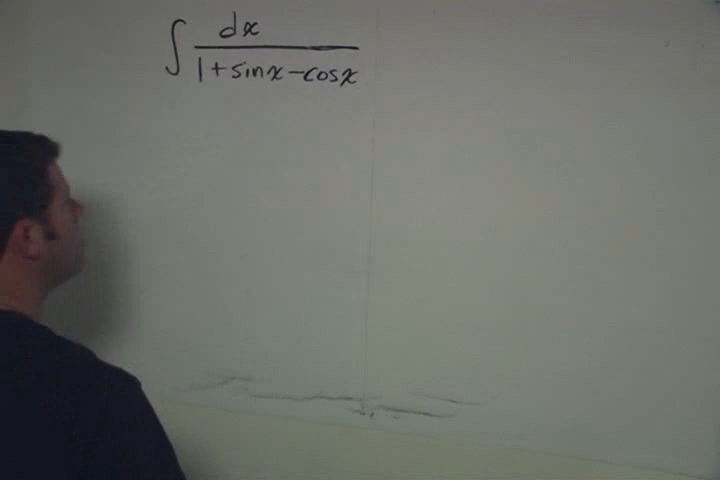 ∫ dx
1+sinx-cosx